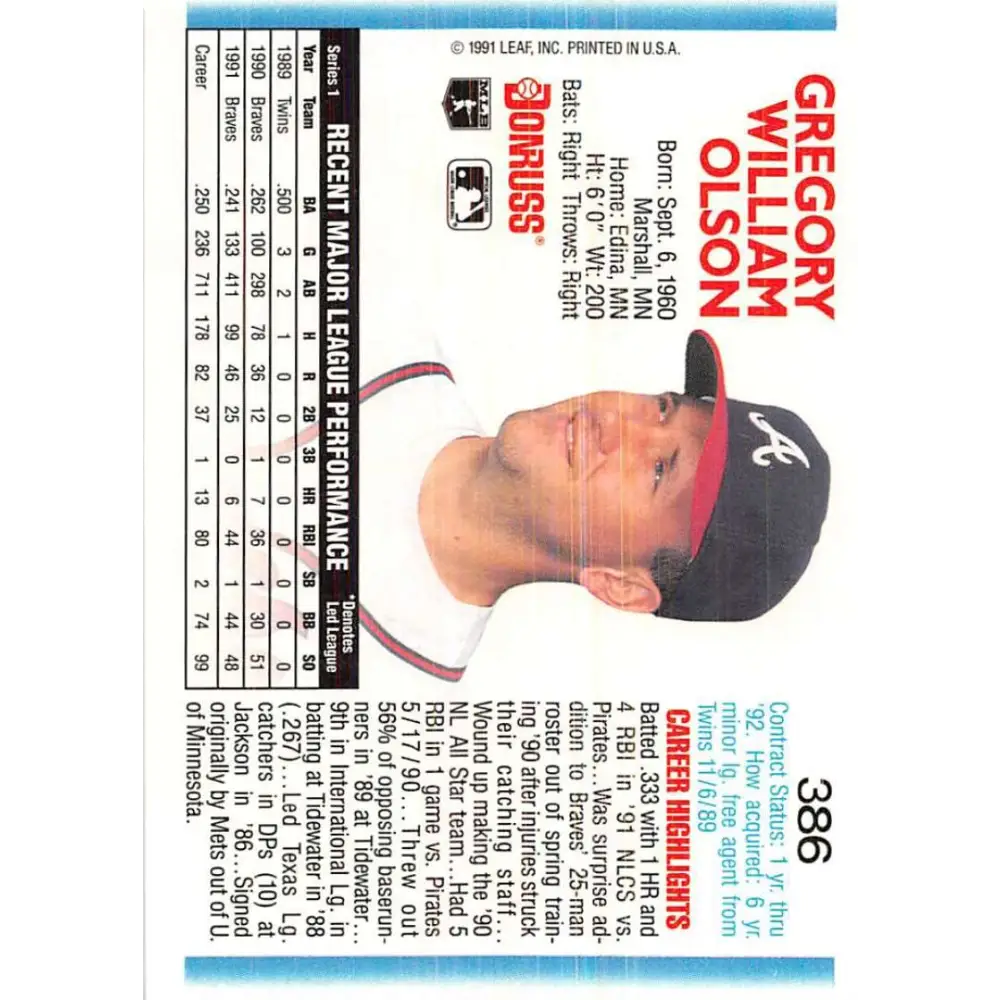 386
GREGORY
WILLIAM
OLSON
Born: Sept. 6, 1960
Marshall, MN
Home: Edina, MN
Ht: 6'0" Wt: 200
Bats: Right Throws: Right
DONRUSS®
MLB
© 1991 LEAF, INC. PRINTED IN U.S.A.
Contract Status: 1 yr. thru
'92. How acquired: 6 yr.
minor lg. free agent from
Twins 11/6/89
CAREER HIGHLIGHTS
Batted .333 with 1 HR and
4 RBI in '91 NLCS vs.
Pirates...Was surprise ad-
dition to Braves' 25-man
roster out of spring train-
ing '90 after injuries struck
their catching staff...
Wound up making the '90
NL All Star team...Had 5
RBI in 1 game vs. Pirates
5/17/90...Threw out
56% of opposing baserun-
ners in '89 at Tidewater...
9th in International Lg. in
batting at Tidewater in '88
(.267)...Led Texas Lg.
catchers in DPs (10) at
Jackson in '86...Signed
originally by Mets out of U.
of Minnesota.
Series 1 RECENT MAJOR LEAGUE PERFORMANCE *Denotes Led League
Year Team BA G AB H R 2B 3B HR RBI SB BB SO
1989 Twins .500 3 2 1 0 0 0 0 0 0 0 0
1990 Braves .262 100 298 78 36 12 1 7 36 1 30 51
1991 Braves .241 133 411 99 46 25 0 6 44 1 44 48
Career .250 236 711 178 82 37 1 13 80 2 74 99